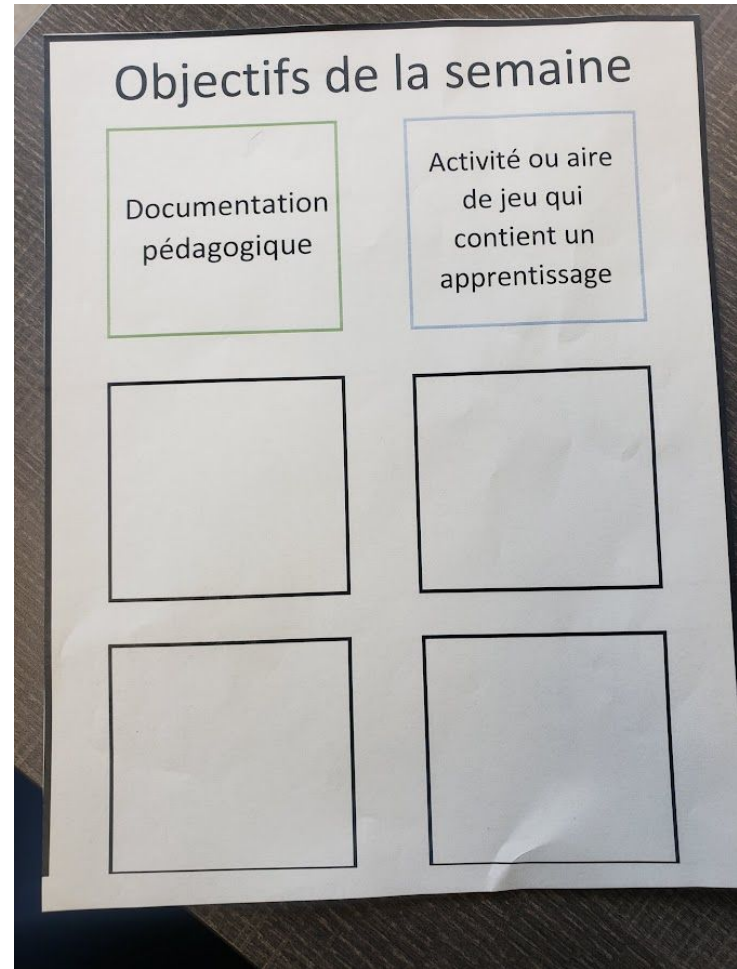 Objectifs de la semaine
Documentation
pédagogique
Activité ou aire
de jeu qui
contient un
apprentissage